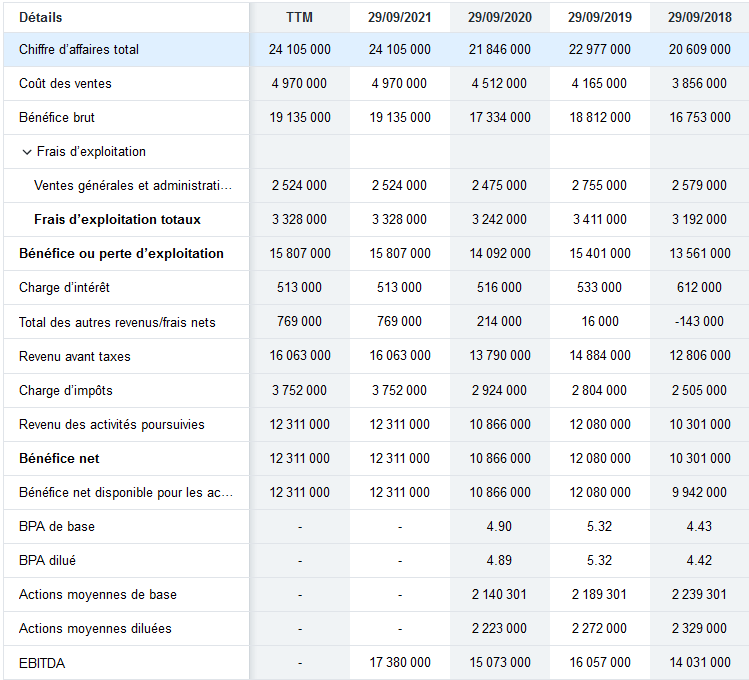 Détails TTM 29/09/2021 29/09/2020 29/09/2019 29/09/2018
Chiffre d'affaires total 24 105 000 24 105 000 21 846 000 22 977 000 20 609 000
Coût des ventes 4 970 000 4 970 000 4 512 000 4 165 000 3 856 000
Bénéfice brut 19 135 000 19 135 000 17 334 000 18 812 000 16 753 000
Frais d'exploitation
Ventes générales et administrati... 2 524 000 2 524 000 2 475 000 2 755 000 2 579 000
Frais d'exploitation totaux 3 328 000 3 328 000 3 242 000 3 411 000 3 192 000
Bénéfice ou perte d'exploitation 15 807 000 15 807 000 14 092 000 15 401 000 13 561 000
Charge d'intérêt 513 000 513 000 516 000 533 000 612 000
Total des autres revenus/frais nets 769 000 769 000 214 000 16 000 -143 000
Revenu avant taxes 16 063 000 16 063 000 13 790 000 14 884 000 12 806 000
Charge d'impôts 3 752 000 3 752 000 2 924 000 2 804 000 2 505 000
Revenu des activités poursuivies 12 311 000 12 311 000 10 866 000 12 080 000 10 301 000
Bénéfice net 12 311 000 12 311 000 10 866 000 12 080 000 10 301 000
Bénéfice net disponible pour les ac... 12 311 000 12 311 000 10 866 000 12 080 000 9 942 000
BPA de base - - 4.90 5.32 4.43
BPA dilué - - 4.89 5.32 4.42
Actions moyennes de base - - 2 140 301 2 189 301 2 239 301
Actions moyennes diluées - - 2 223 000 2 272 000 2 329 000
EBITDA - 17 380 000 15 073 000 16 057 000 14 031 000